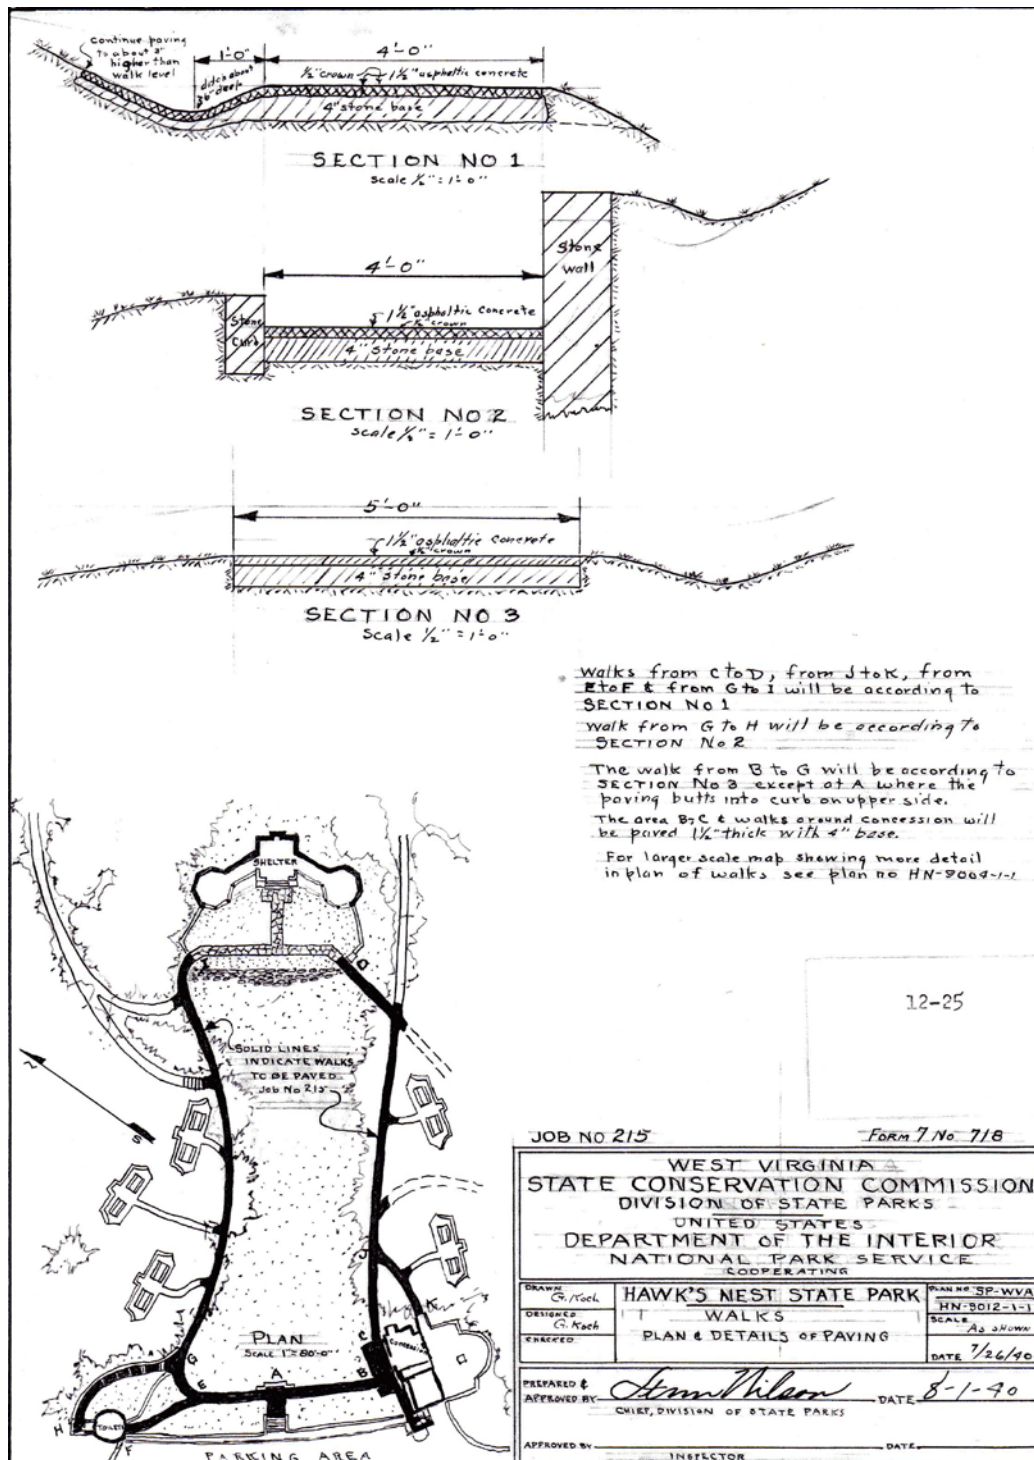 continue paving
to about 3"
higher than
walk level
1'-0"
ditch about
3" deep
4'-0"
½" crown
1½" asphaltic concrete
4" stone base
SECTION NO 1
scale ½" = 1'-0"
4'-0"
Stone
wall
1½" asphaltic concrete
½" crown
Stone
Curb
4" stone base
SECTION NO 2
scale ½" = 1'-0"
5'-0"
1½" asphaltic concrete
½" crown
4" stone base
SECTION NO 3
Scale ½" = 1'-0"
Walks from C to D, from J to K, from
E to F & from G to I will be according to
SECTION NO 1
Walk from G to H will be according to
SECTION No 2
The walk from B to G will be according to
SECTION No 3 except at A where the
paving butts into curb on upper side.
The area B-C & walks around concession will
be paved 1½" thick with 4" base.
For larger scale map showing more detail
in plan of walks see plan no HN-9004-1-1
SHELTER
I
D
12-25
SOLID LINES
INDICATE WALKS
TO BE PAVED
Job No 215
S
PLAN
SCALE 1"=80'-0"
K
C
CONCESSION
G
E
A
B
H
TOILETS
F
PARKING AREA
JOB NO 215
FORM 7 No 718
WEST VIRGINIA
STATE CONSERVATION COMMISSION
DIVISION OF STATE PARKS
UNITED STATES
DEPARTMENT OF THE INTERIOR
NATIONAL PARK SERVICE
COOPERATING
DRAWN
G. Koch
DESIGNED
G. Koch
CHECKED
HAWK'S NEST STATE PARK
WALKS
PLAN & DETAILS OF PAVING
PLAN NO. SP-WVA
HN-9012-1-1
SCALE
AS SHOWN
DATE 7/26/40
PREPARED &
APPROVED BY
DATE 8-1-40
CHIEF, DIVISION OF STATE PARKS
APPROVED BY
DATE
INSPECTOR